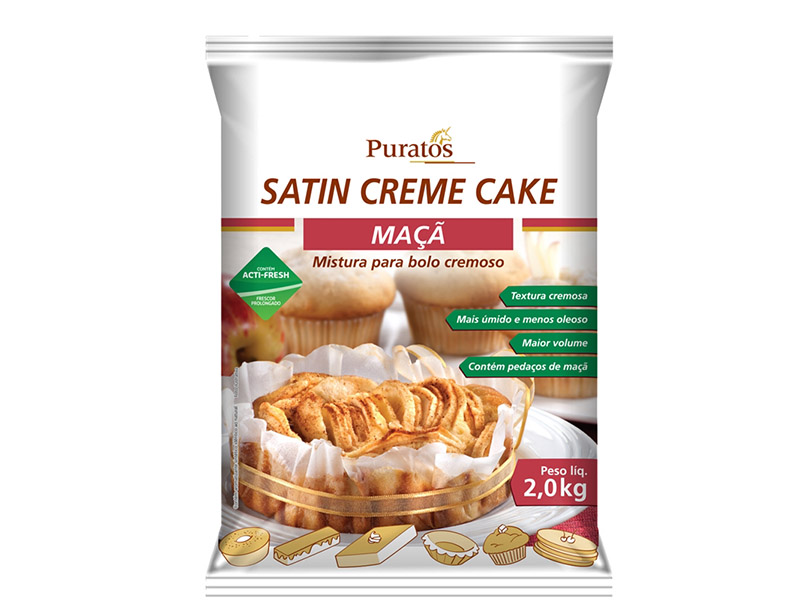 Puratos
SATIN CREME CAKE
MAÇÃ
Mistura para bolo cremoso
CONTÉM
ACTI-FRESH
FRESCOR
PROLONGADO
Textura cremosa
Mais úmido e menos oleoso
Maior volume
Contém pedaços de maçã
Peso líq.
2,0kg